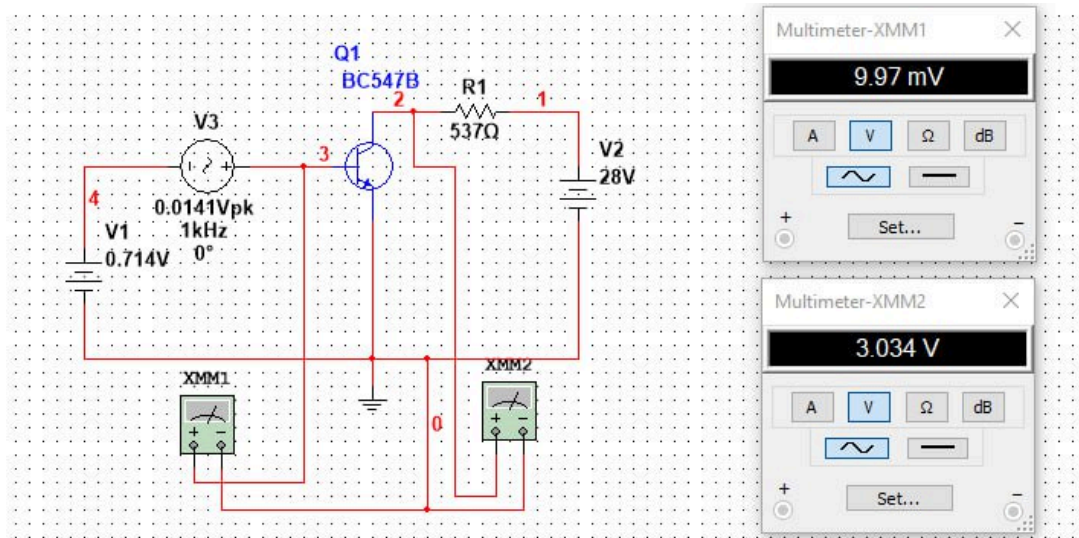 Q1
BC547B
2
R1
537Ω
1
V2
28V
V3
0.0141Vpk
1kHz
0°
3
4
V1
0.714V
XMM1
XMM2
0
+ −
+ −
Multimeter-XMM1
9.97 mV
A V Ω dB
+ Set... −
Multimeter-XMM2
3.034 V
A V Ω dB
+ Set... −